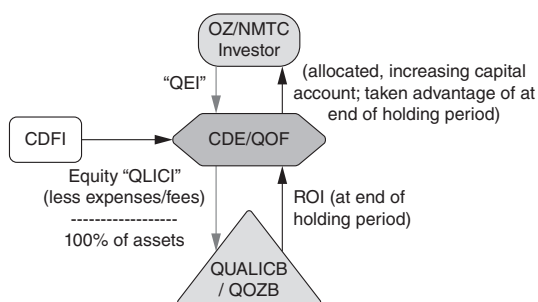 OZ/NMTC
Investor
“QEI”
(allocated, increasing capital
account; taken advantage of at
end of holding period)
CDFI
CDE/QOF
Equity “QLICI”
(less expenses/fees)
------------------
100% of assets
ROI (at end of
holding period)
QUALICB
/ QOZB